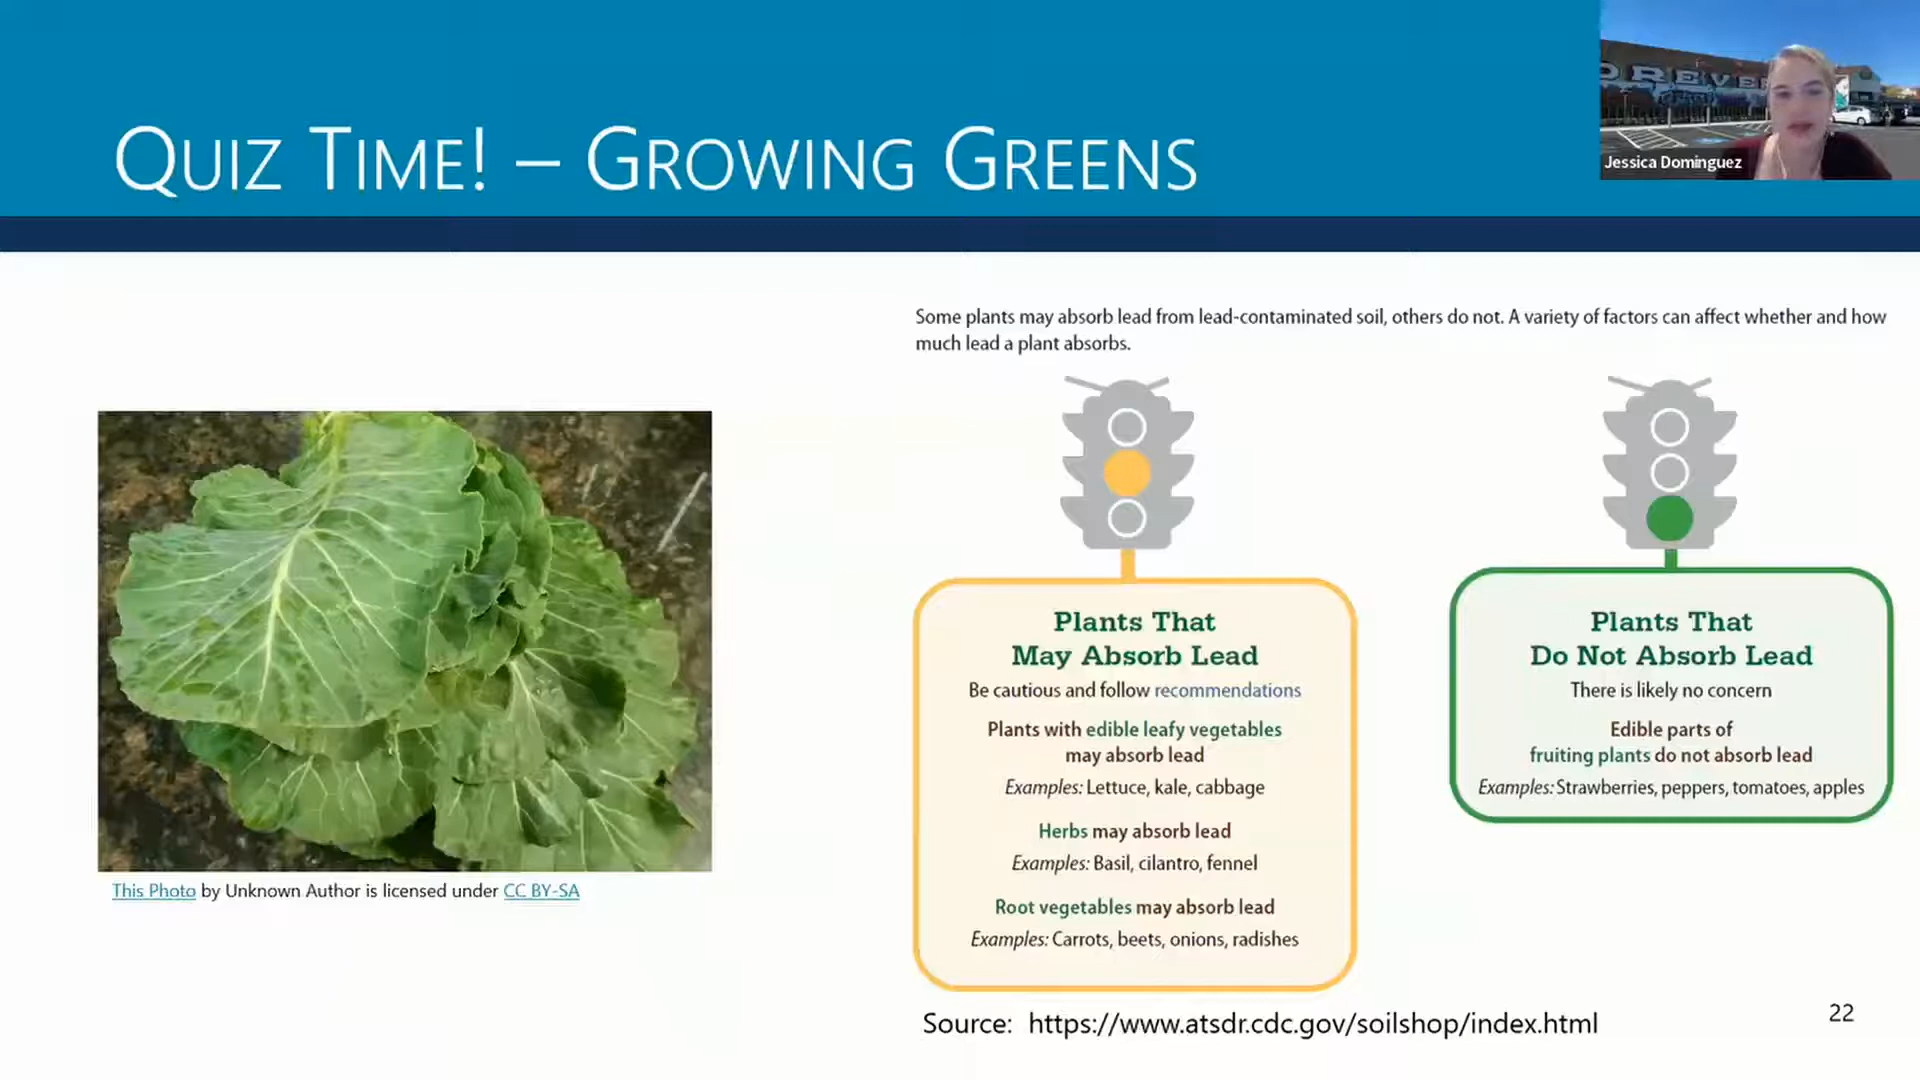 QUIZ TIME! – GROWING GREENS
OREVE
Jessica Dominguez
Some plants may absorb lead from lead-contaminated soil, others do not. A variety of factors can affect whether and how
much lead a plant absorbs.
Plants That
May Absorb Lead
Be cautious and follow recommendations
Plants with edible leafy vegetables
may absorb lead
Examples: Lettuce, kale, cabbage
Herbs may absorb lead
Examples: Basil, cilantro, fennel
Root vegetables may absorb lead
Examples: Carrots, beets, onions, radishes
Plants That
Do Not Absorb Lead
There is likely no concern
Edible parts of
fruiting plants do not absorb lead
Examples: Strawberries, peppers, tomatoes, apples
This Photo by Unknown Author is licensed under CC BY-SA
Source: https://www.atsdr.cdc.gov/soilshop/index.html
22